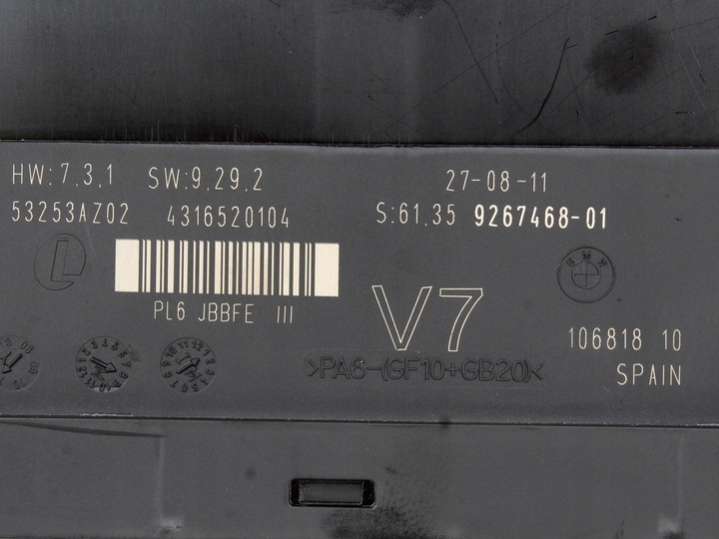 HW:7.3.1 SW:9.29.2 27-08-11
53253AZ02 4316520104 S:61.35 9267468-01
L
BMW
PL6 JBBFE III
V7
106818 10
>PA6-(GF10+GB20)<
SPAIN